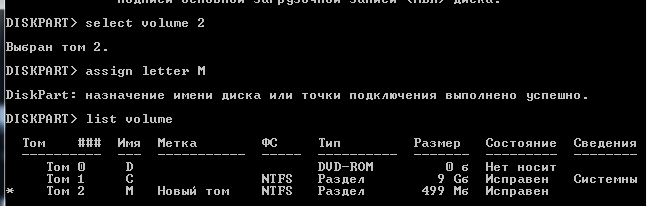 подписи основной загрузочной записи <MBR> диска.
DISKPART> select volume 2
Выбран том 2.
DISKPART> assign letter M
DiskPart: назначение имени диска или точки подключения выполнено успешно.
DISKPART> list volume
Том ### Имя Метка ФС Тип Размер Состояние Сведения
Том 0 D DVD-ROM 0 б Нет носит
Том 1 C NTFS Раздел 9 Gб Исправен Системны
* Том 2 M Новый том NTFS Раздел 499 Mб Исправен